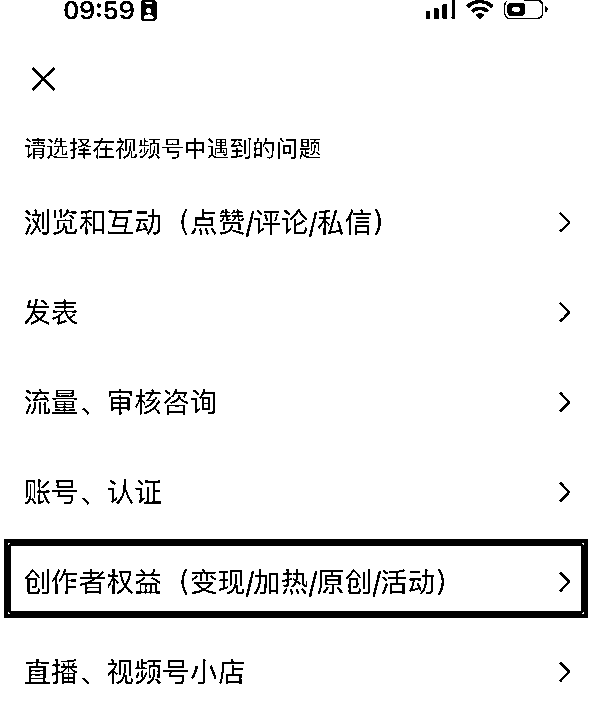 09:59
请选择在视频号中遇到的问题
浏览和互动（点赞/评论/私信）
发表
流量、审核咨询
账号、认证
创作者权益（变现/加热/原创/活动）
直播、视频号小店